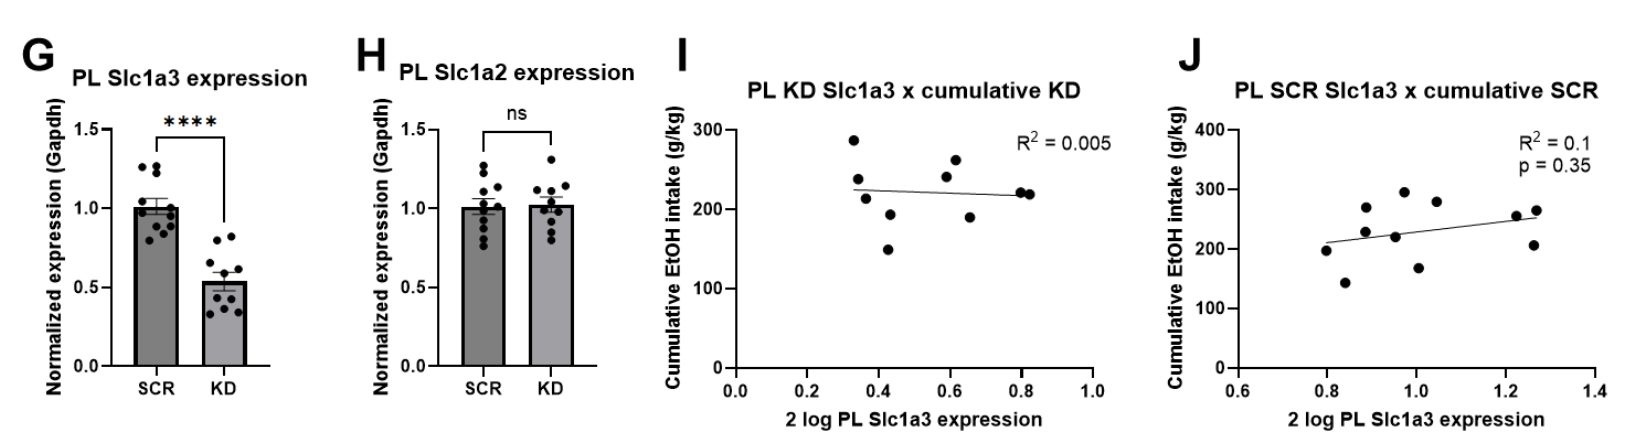 G
PL Slc1a3 expression
Normalized expression (Gapdh)
1.5
1.0
0.5
0.0
****
SCR
KD
H
PL Slc1a2 expression
Normalized expression (Gapdh)
1.5
1.0
0.5
0.0
ns
SCR
KD
I
PL KD Slc1a3 x cumulative KD
Cumulative EtOH intake (g/kg)
300
200
100
0
R² = 0.005
0.0
0.2
0.4
0.6
0.8
1.0
2 log PL Slc1a3 expression
J
PL SCR Slc1a3 x cumulative SCR
Cumulative EtOH intake (g/kg)
400
300
200
100
0
R² = 0.1
p = 0.35
0.6
0.8
1.0
1.2
1.4
2 log PL Slc1a3 expression